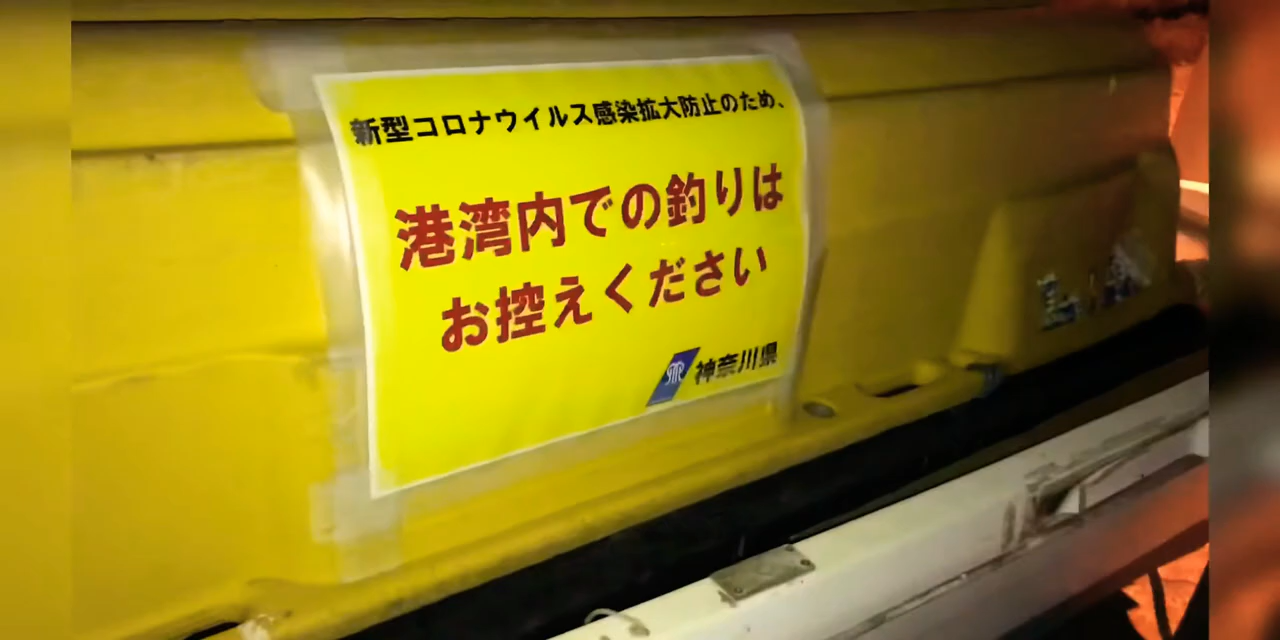 新型コロナウイルス感染拡大防止のため、
港湾内での釣りは
お控えください
神奈川県